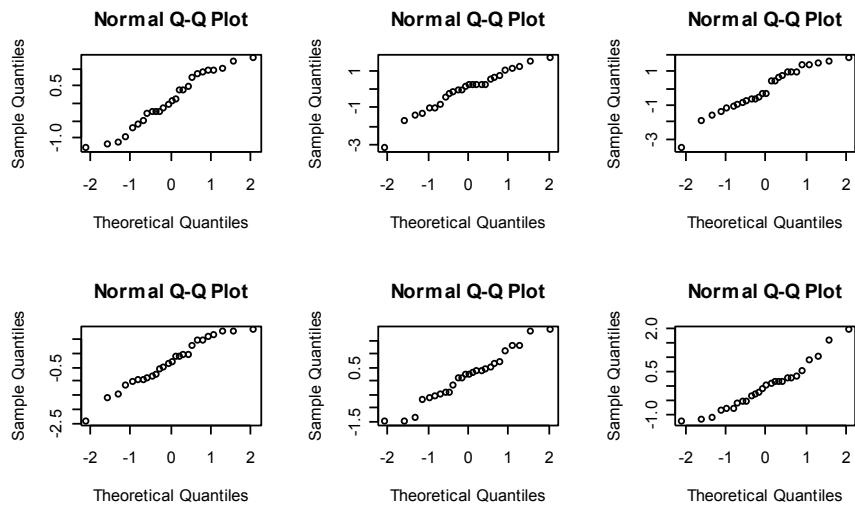 Normal Q-Q Plot
Sample Quantiles
0.5
-1.0
-2 -1 0 1 2
Theoretical Quantiles
Normal Q-Q Plot
Sample Quantiles
1
-1
-3
-2 -1 0 1 2
Theoretical Quantiles
Normal Q-Q Plot
Sample Quantiles
1
-1
-3
-2 -1 0 1 2
Theoretical Quantiles
Normal Q-Q Plot
Sample Quantiles
-0.5
-2.5
-2 -1 0 1 2
Theoretical Quantiles
Normal Q-Q Plot
Sample Quantiles
0.5
-1.5
-2 -1 0 1 2
Theoretical Quantiles
Normal Q-Q Plot
Sample Quantiles
2.0
0.5
-1.0
-2 -1 0 1 2
Theoretical Quantiles